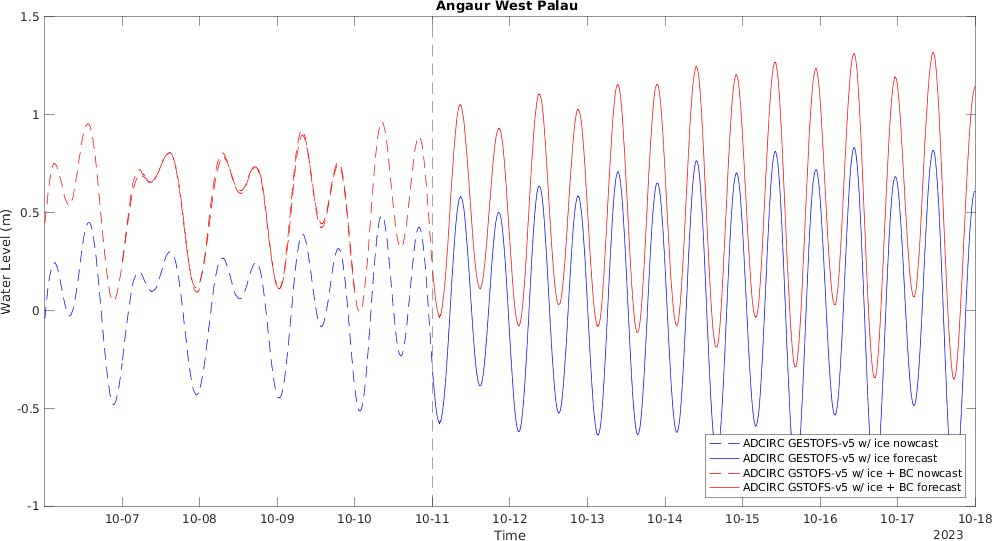 Angaur West Palau
1.5
1
0.5
0
-0.5
-1
Water Level (m)
ADCIRC GESTOFS-v5 w/ ice nowcast
ADCIRC GESTOFS-v5 w/ ice forecast
ADCIRC GSTOFS-v5 w/ ice + BC nowcast
ADCIRC GSTOFS-v5 w/ ice + BC forecast
10-07 10-08 10-09 10-10 10-11 10-12 10-13 10-14 10-15 10-16 10-17 10-18
Time
2023